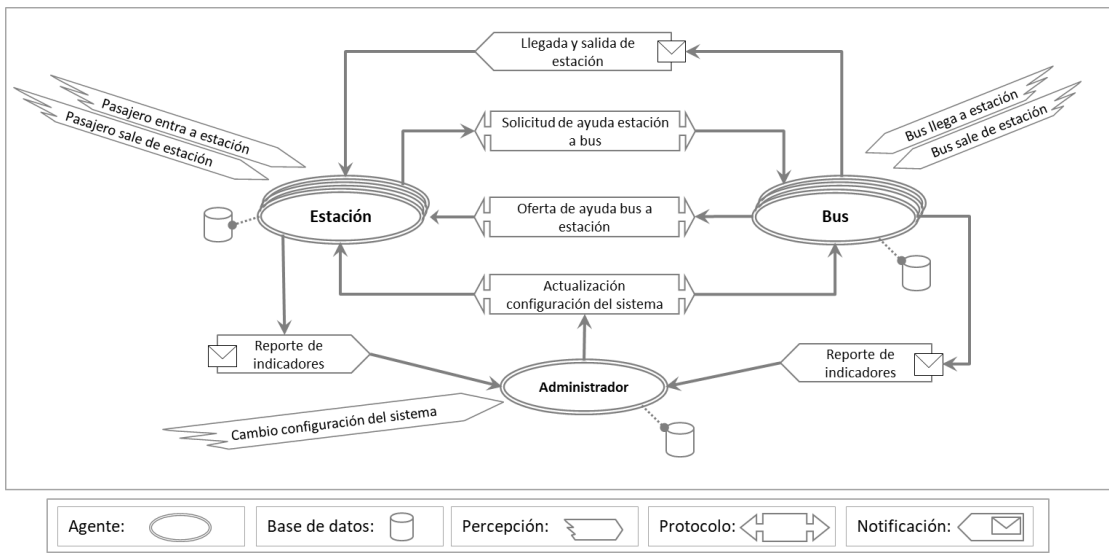 Llegada y salida de
estación
Pasajero entra a estación
Pasajero sale de estación
Solicitud de ayuda estación
a bus
Bus llega a estación
Bus sale de estación
Estación
Oferta de ayuda bus a
estación
Bus
Actualización
configuración del sistema
Reporte de
indicadores
Administrador
Reporte de
indicadores
Cambio configuración del sistema
Agente:
Base de datos:
Percepción:
Protocolo:
Notificación: